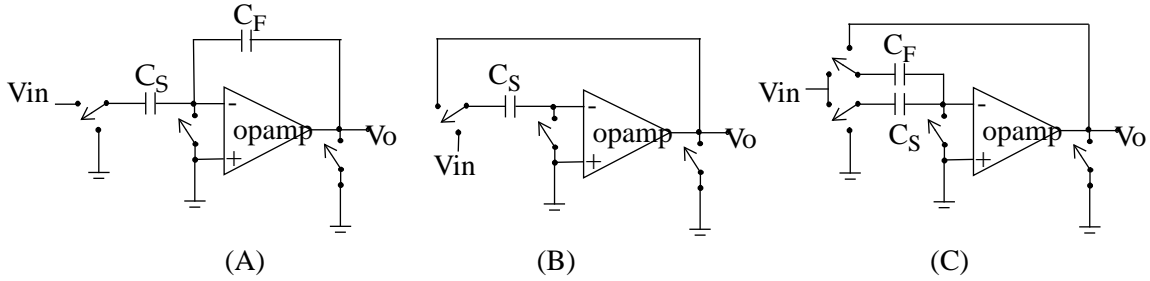 C_F
C_S
Vin
-
opamp
+
Vo
(A)
C_S
-
opamp
+
Vo
Vin
(B)
C_F
Vin
-
opamp
+
C_S
Vo
(C)